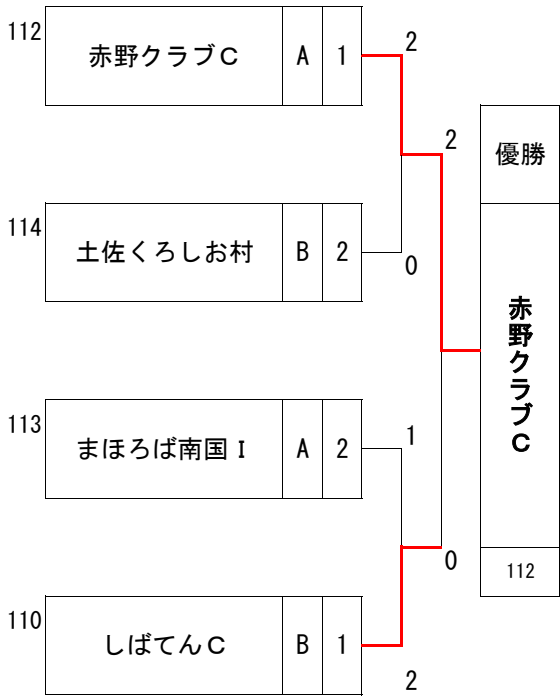 112
赤野クラブC A 1
2
2
優勝
114
土佐くろしお村 B 2
0
赤野クラブC
113
まほろば南国I A 2
1
0
112
110
しばてんC B 1
2